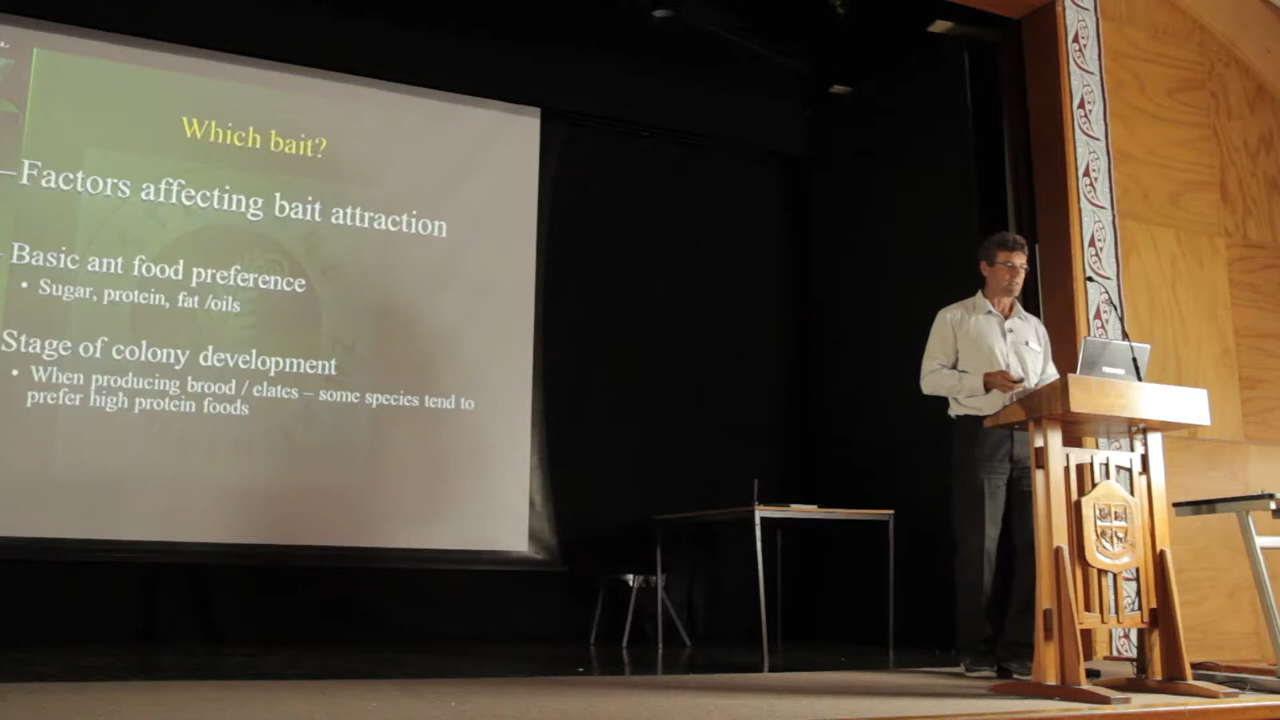 Which bait?
–Factors affecting bait attraction
Basic ant food preference
• Sugar, protein, fat /oils
Stage of colony development
• When producing brood / elates – some species tend to
prefer high protein foods